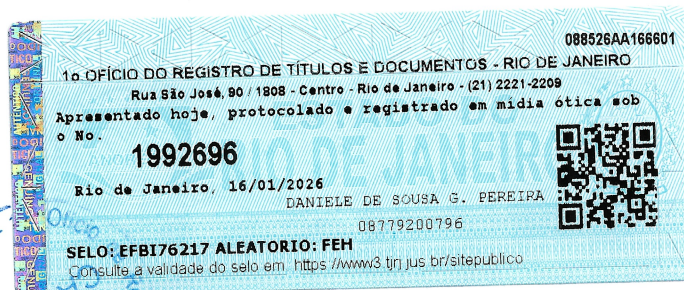 088526AA166601
1o OFÍCIO DO REGISTRO DE TÍTULOS E DOCUMENTOS - RIO DE JANEIRO
Rua São José, 90 / 1808 - Centro - Rio de Janeiro - (21) 2221-2209
Apresentado hoje, protocolado e registrado em mídia ótica sob
o No.
1992696
Rio de Janeiro, 16/01/2026
DANIELE DE SOUSA G. PEREIRA
08779200796
SELO: EFBI76217 ALEATORIO: FEH
Consulte a validade do selo em https://www3.tjrj.jus.br/sitepublico